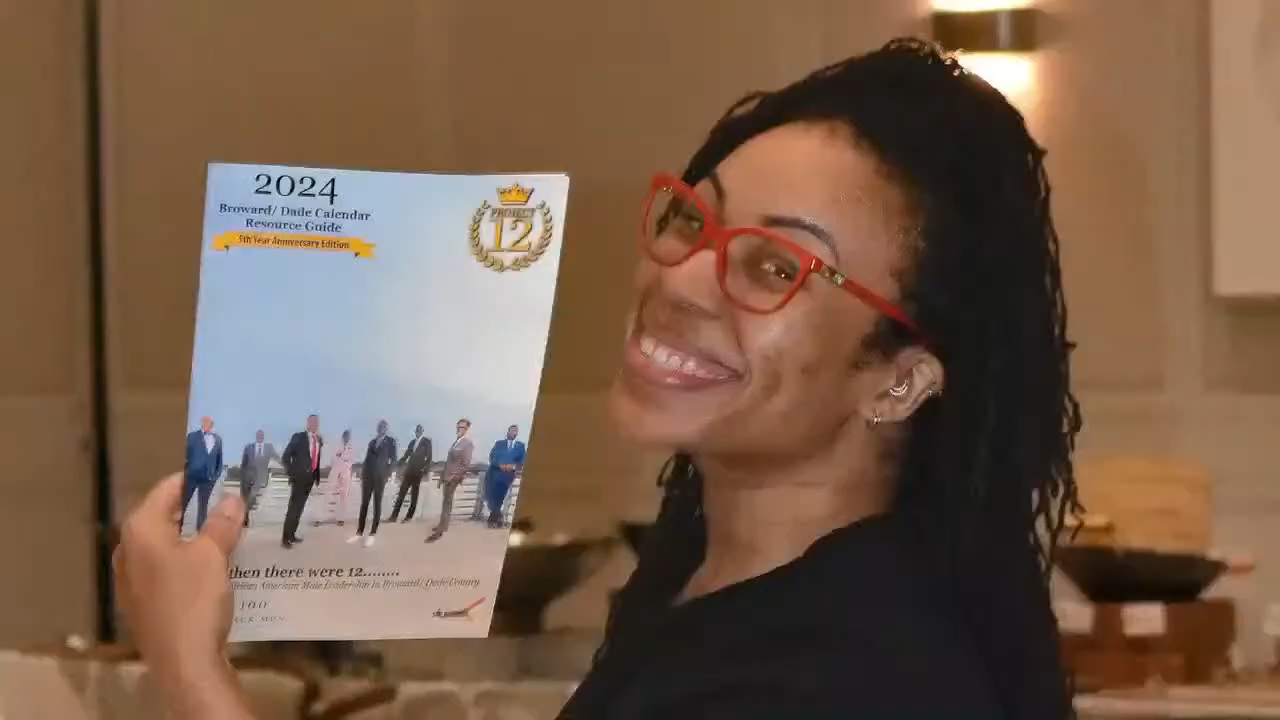 2024
Broward/ Dade Calendar
Resource Guide
5th Year Anniversary Edition
PROJECT
12
then there were 12........
African American Male Leadership in Broward/ Dade County
100